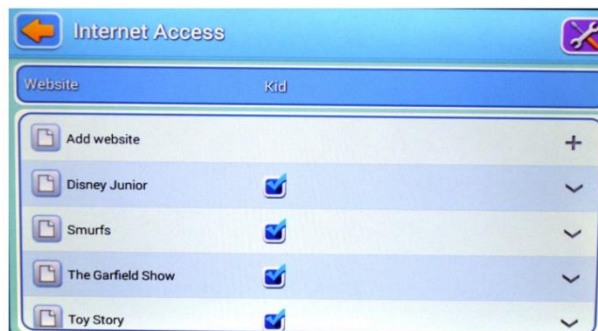 Internet Access
Website Kid
Add website
Disney Junior
Smurfs
The Garfield Show
Toy Story